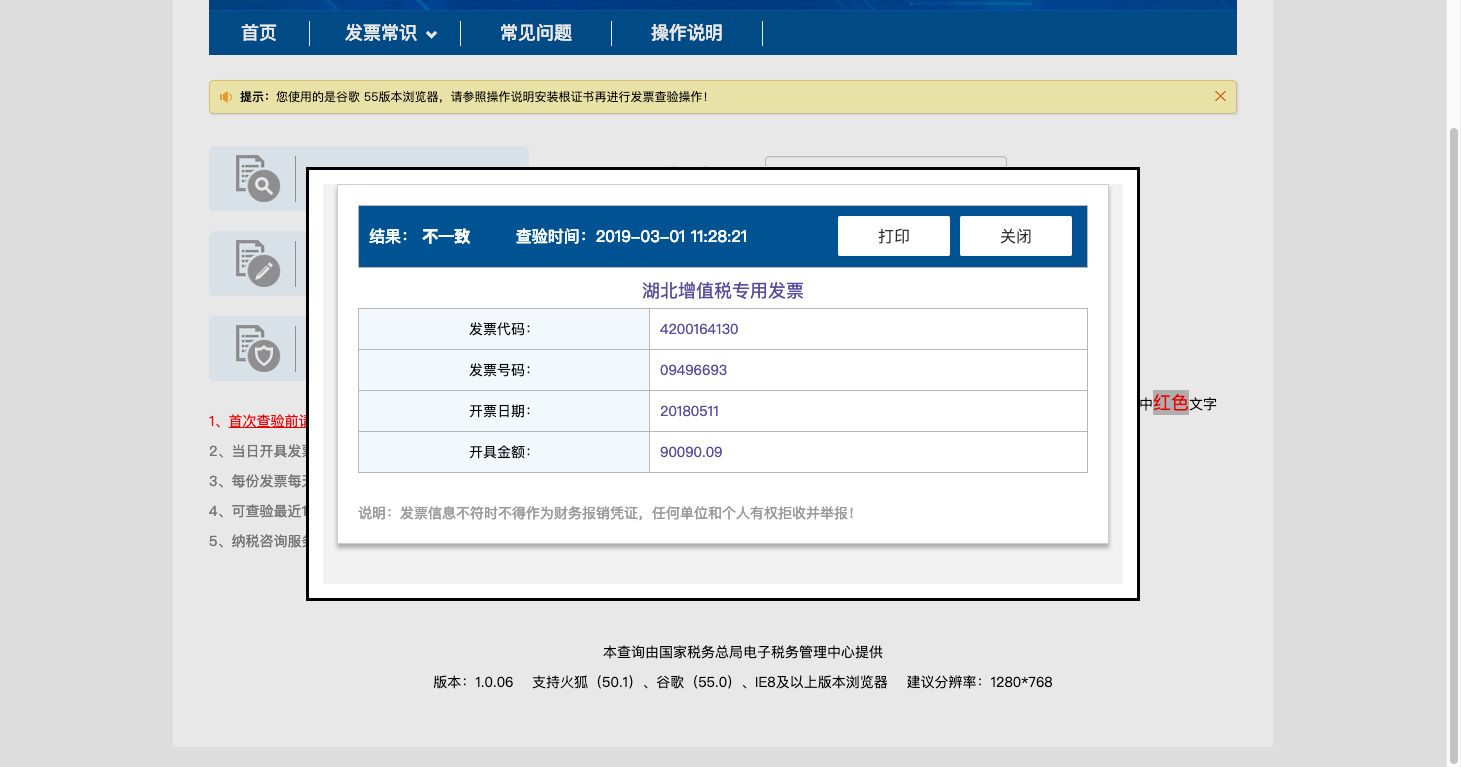 首页 发票常识 常见问题 操作说明
提示：您使用的是谷歌 55版本浏览器，请参照操作说明安装根证书再进行发票查验操作！
结果： 不一致 查验时间：2019-03-01 11:28:21 打印 关闭
湖北增值税专用发票
发票代码： 4200164130
发票号码： 09496693
开票日期： 20180511
开具金额： 90090.09
说明：发票信息不符时不得作为财务报销凭证，任何单位和个人有权拒收并举报！
中红色文字
1、首次查验前请
2、当日开具发票
3、每份发票每天
4、可查验最近1
5、纳税咨询服务
本查询由国家税务总局电子税务管理中心提供
版本：1.0.06 支持火狐（50.1）、谷歌（55.0）、IE8及以上版本浏览器 建议分辨率：1280*768